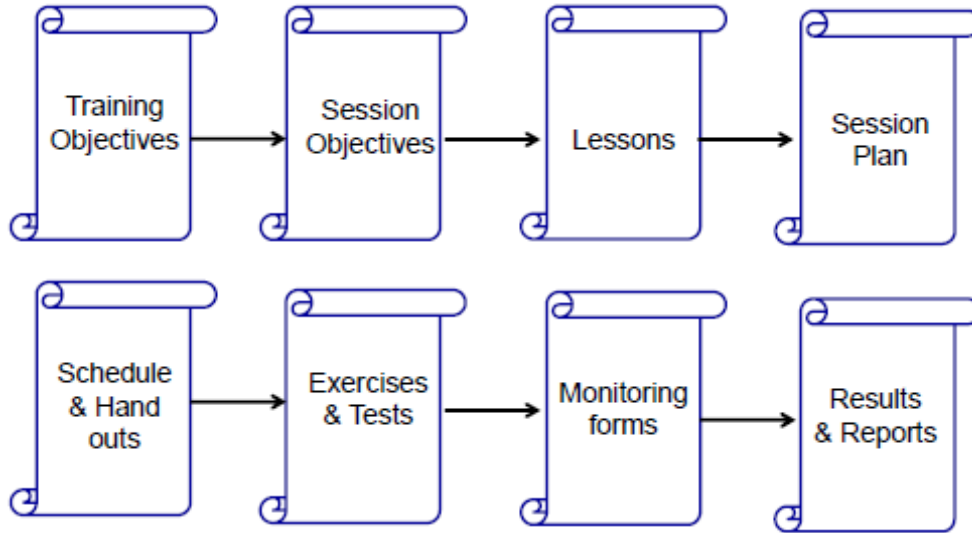 Training
Objectives
Session
Objectives
Lessons
Session
Plan
Schedule
& Hand
outs
Exercises
& Tests
Monitoring
forms
Results
& Reports